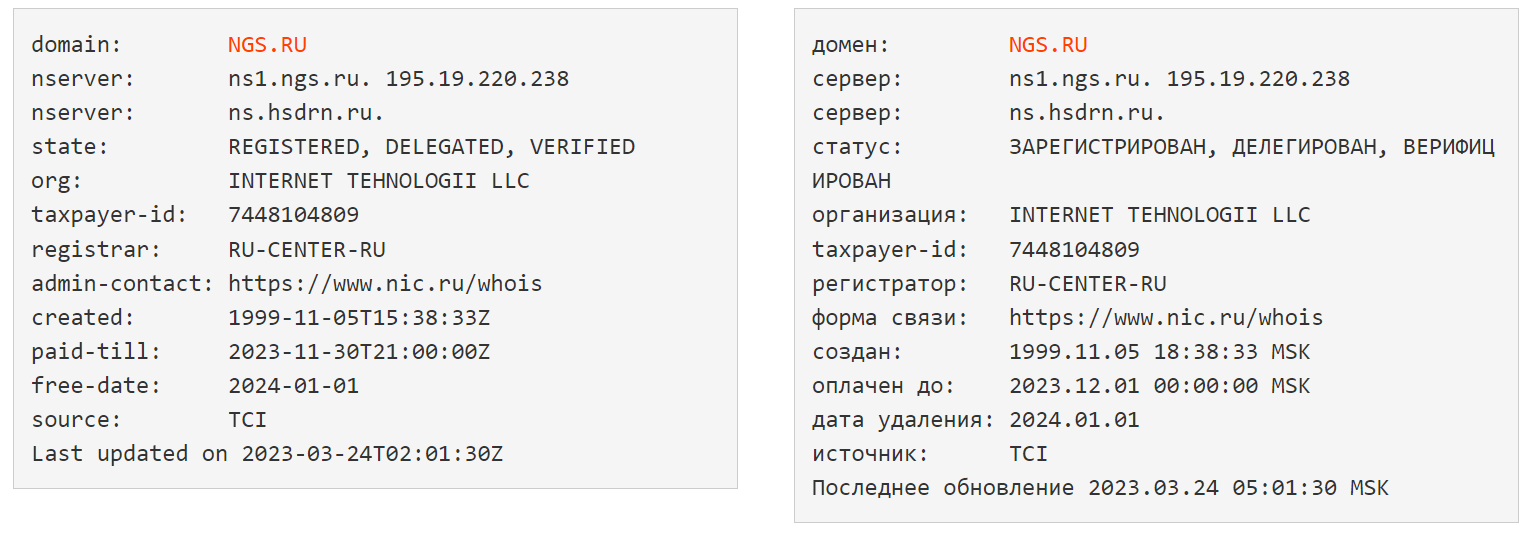 domain: NGS.RU
nserver: ns1.ngs.ru. 195.19.220.238
nserver: ns.hsdrn.ru.
state: REGISTERED, DELEGATED, VERIFIED
org: INTERNET TEHNOLOGII LLC
taxpayer-id: 7448104809
registrar: RU-CENTER-RU
admin-contact: https://www.nic.ru/whois
created: 1999-11-05T15:38:33Z
paid-till: 2023-11-30T21:00:00Z
free-date: 2024-01-01
source: TCI
Last updated on 2023-03-24T02:01:30Z
домен: NGS.RU
сервер: ns1.ngs.ru. 195.19.220.238
сервер: ns.hsdrn.ru.
статус: ЗАРЕГИСТРИРОВАН, ДЕЛЕГИРОВАН, ВЕРИФИЦ
ИРОВАН
организация: INTERNET TEHNOLOGII LLC
taxpayer-id: 7448104809
регистратор: RU-CENTER-RU
форма связи: https://www.nic.ru/whois
создан: 1999.11.05 18:38:33 MSK
оплачен до: 2023.12.01 00:00:00 MSK
дата удаления: 2024.01.01
источник: TCI
Последнее обновление 2023.03.24 05:01:30 MSK